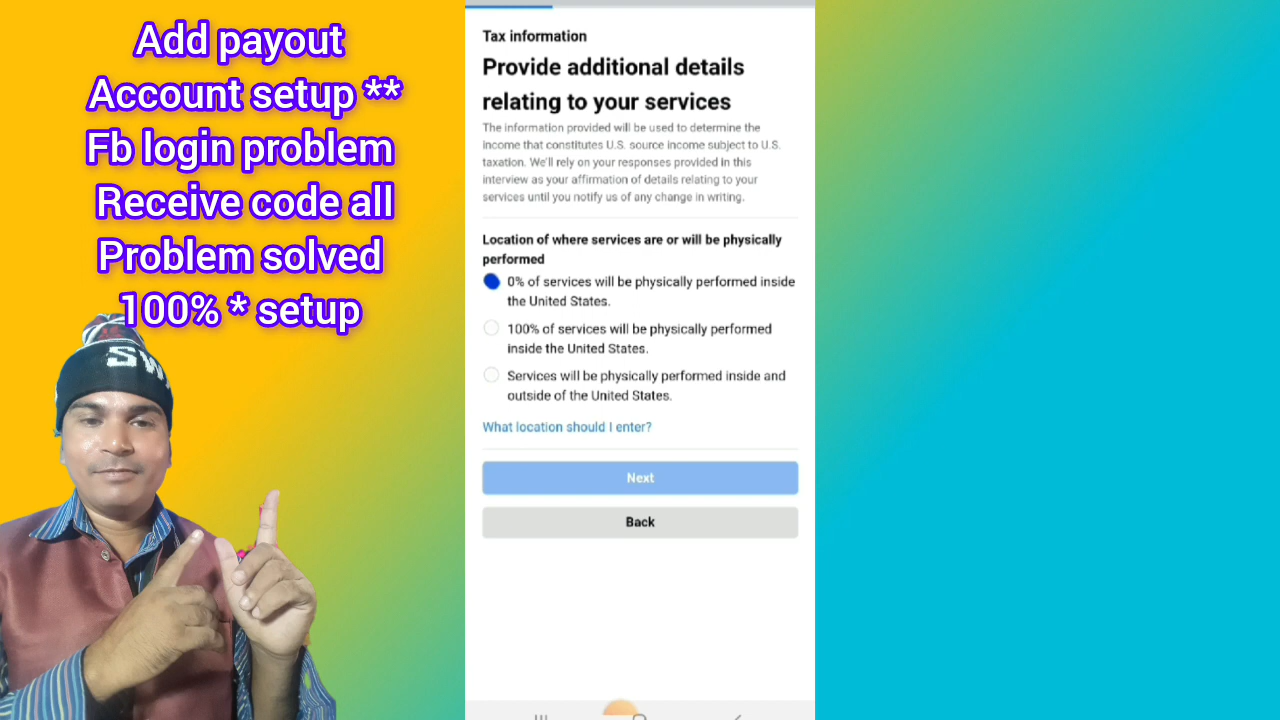 Add payout
Account setup **
Fb login problem
Receive code all
Problem solved
100% * setup
SW
Tax information
Provide additional details
relating to your services
The information provided will be used to determine the
income that constitutes U.S. source income subject to U.S.
taxation. We'll rely on your responses provided in this
interview as your affirmation of details relating to your
services until you notify us of any change in writing.
Location of where services are or will be physically
performed
0% of services will be physically performed inside
the United States.
100% of services will be physically performed
inside the United States.
Services will be physically performed inside and
outside of the United States.
What location should I enter?
Next
Back